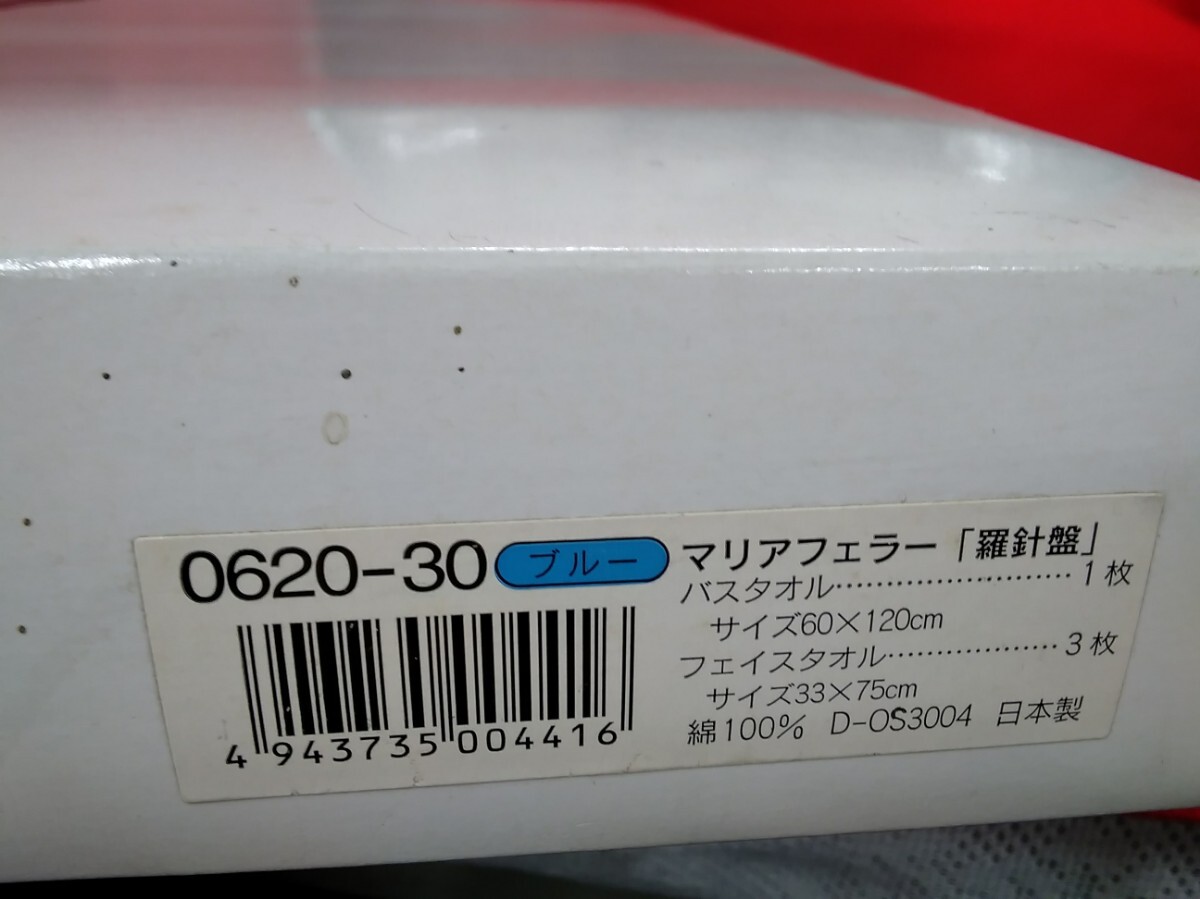 0620-30 ブルー
4 943735 004416
マリアフェラー「羅針盤」
バスタオル……………………1枚
サイズ60×120cm
フェイスタオル………………3枚
サイズ33×75cm
綿100% D-OS3004 日本製